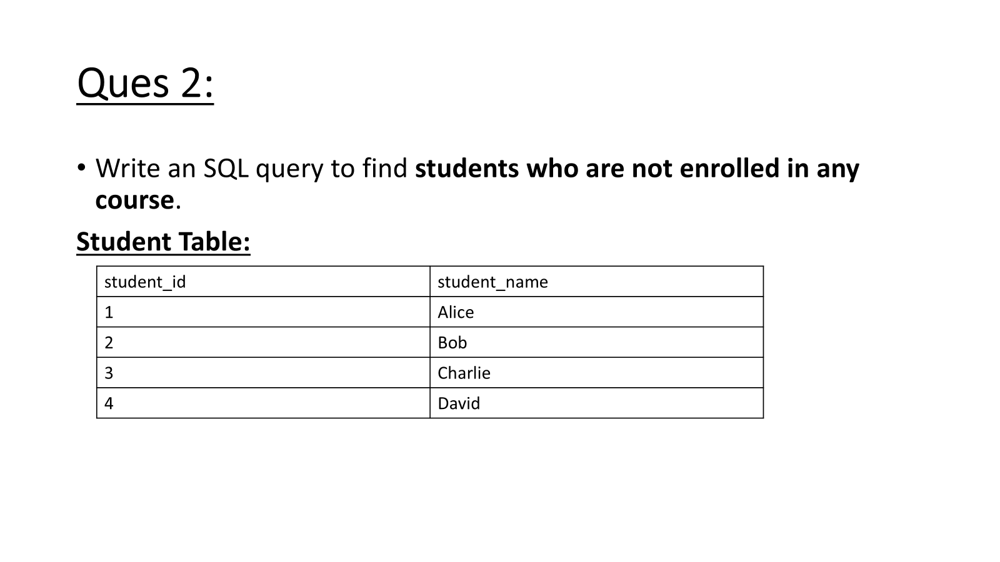 Ques 2:
• Write an SQL query to find students who are not enrolled in any
course.
Student Table:
student_id student_name
1 Alice
2 Bob
3 Charlie
4 David